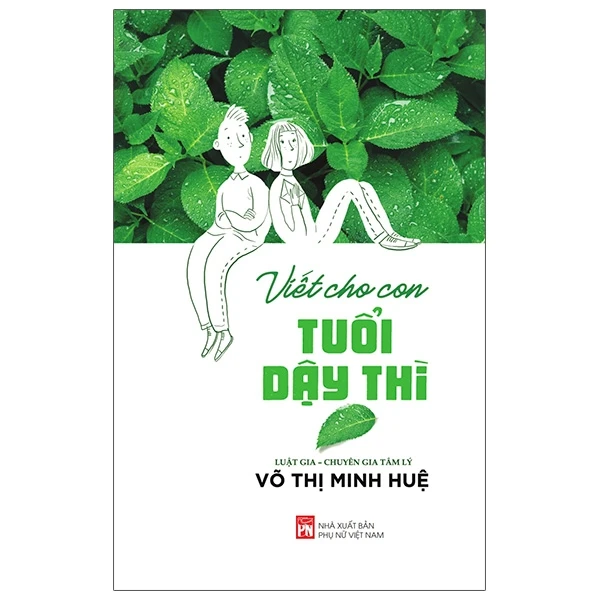 Viết cho con
TUỔI
DẬY THÌ
LUẬT GIA – CHUYÊN GIA TÂM LÝ
VÕ THỊ MINH HUỆ
PN
NHÀ XUẤT BẢN
PHỤ NỮ VIỆT NAM